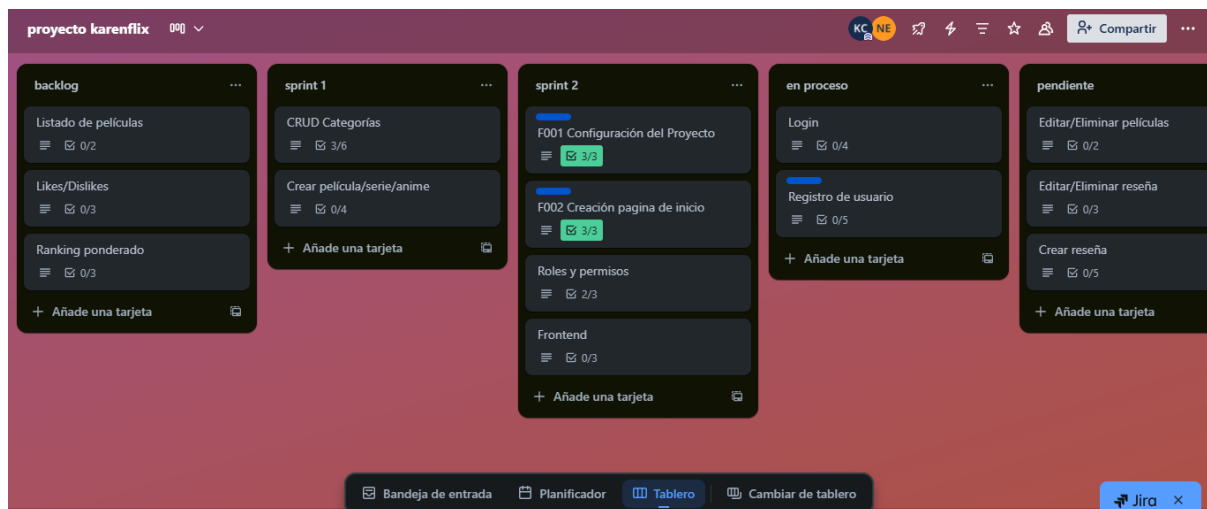 proyecto karenflix
KC
NE
Compartir
backlog
Listado de películas
0/2
Likes/Dislikes
0/3
Ranking ponderado
0/3
Añade una tarjeta
sprint 1
CRUD Categorías
3/6
Crear película/serie/anime
0/4
Añade una tarjeta
sprint 2
F001 Configuración del Proyecto
3/3
F002 Creación pagina de inicio
3/3
Roles y permisos
2/3
Frontend
0/3
Añade una tarjeta
en proceso
Login
0/4
Registro de usuario
0/5
Añade una tarjeta
pendiente
Editar/Eliminar películas
0/2
Editar/Eliminar reseña
0/3
Crear reseña
0/5
Añade una tarjeta
Bandeja de entrada
Planificador
Tablero
Cambiar de tablero
Jira